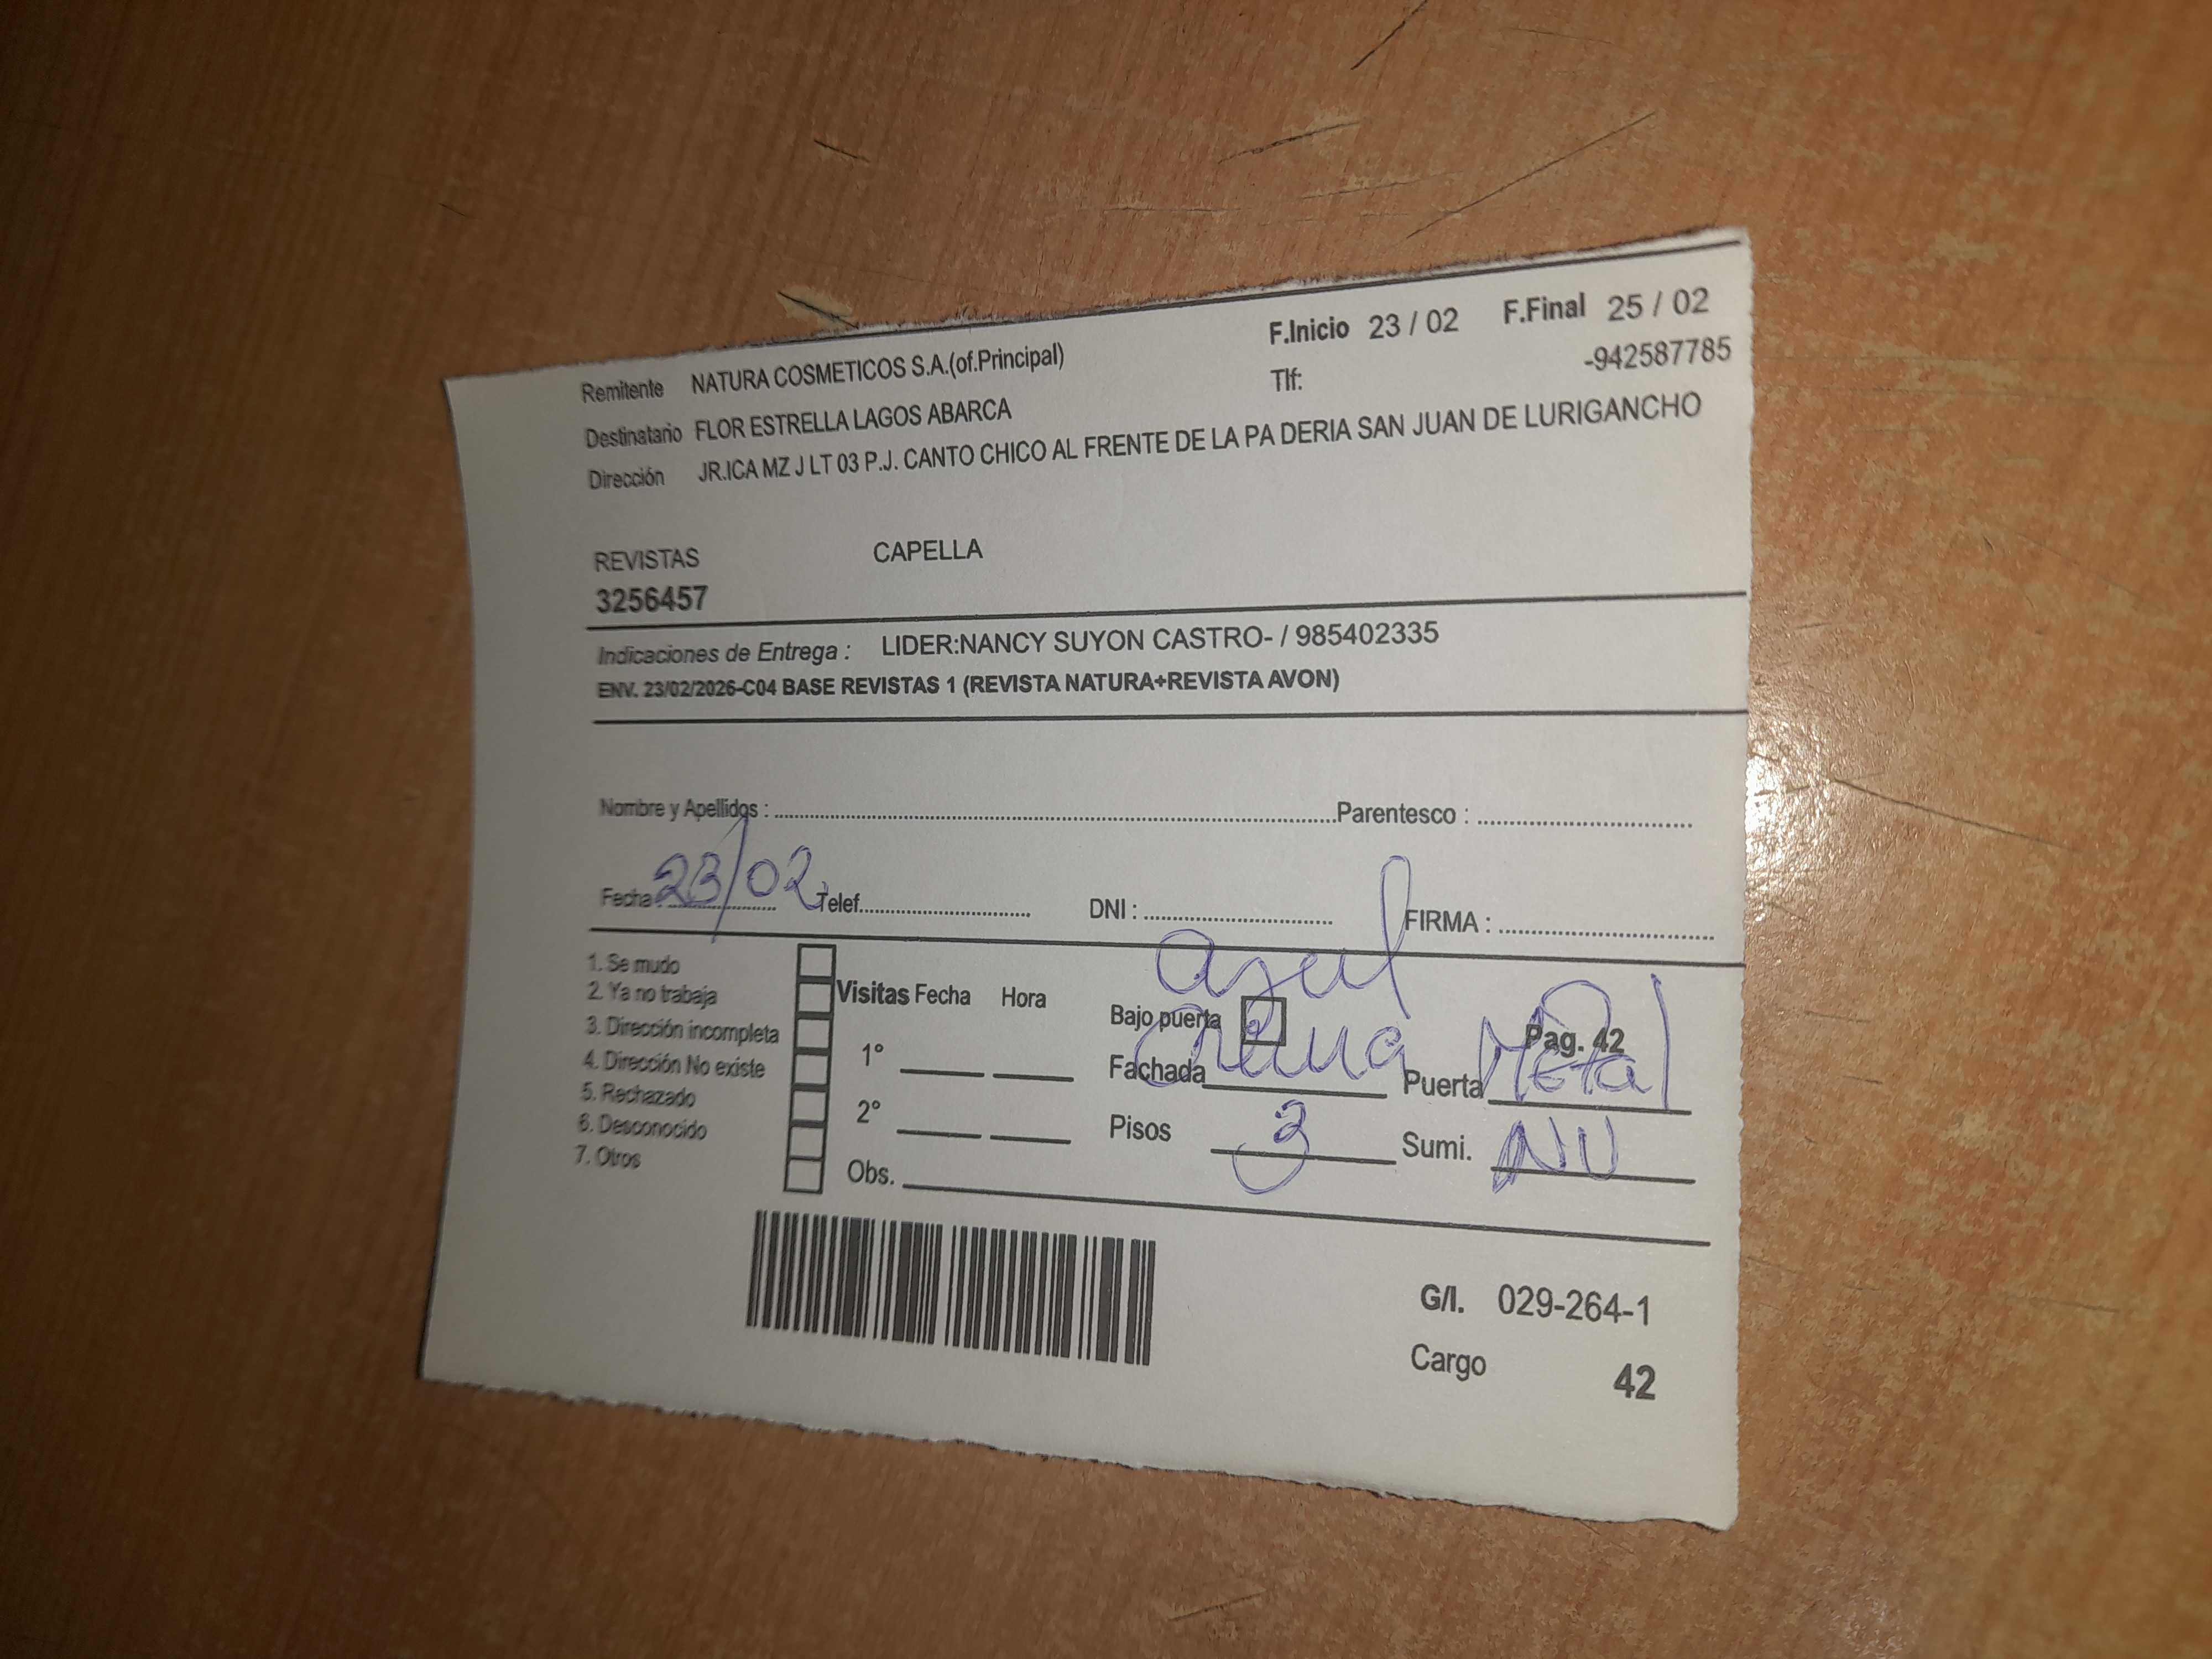 F.Inicio 23 / 02 F.Final 25 / 02
Remitente NATURA COSMETICOS S.A.(of.Principal)
Tlf: -942587785
Destinatario FLOR ESTRELLA LAGOS ABARCA
Dirección JR.ICA MZ J LT 03 P.J. CANTO CHICO AL FRENTE DE LA PA DERIA SAN JUAN DE LURIGANCHO
REVISTAS CAPELLA
3256457
Indicaciones de Entrega : LIDER:NANCY SUYON CASTRO- / 985402335
ENV. 23/02/2026-C04 BASE REVISTAS 1 (REVISTA NATURA+REVISTA AVON)
Nombre y Apellidos : Parentesco :
Fecha : 23/02 Telef. DNI : FIRMA :
1. Se mudo
2. Ya no trabaja
3. Dirección incompleta
4. Dirección No existe
5. Rechazado
6. Desconocido
7. Otros
Visitas Fecha Hora
1°
2°
Obs.
azul
Bajo puerta Pag. 42
Fachada crema Puerta Metal
Pisos 3 Sumi. NU
G/I. 029-264-1
Cargo 42